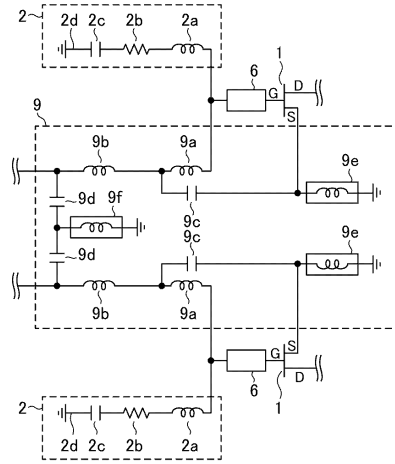 2 2d 2c 2b 2a
6 1
G D
S
9
9b 9a 9e
9d 9f 9c
9d 9c 9e
9b 9a
S
G
D
6 1
2
2d 2c 2b 2a